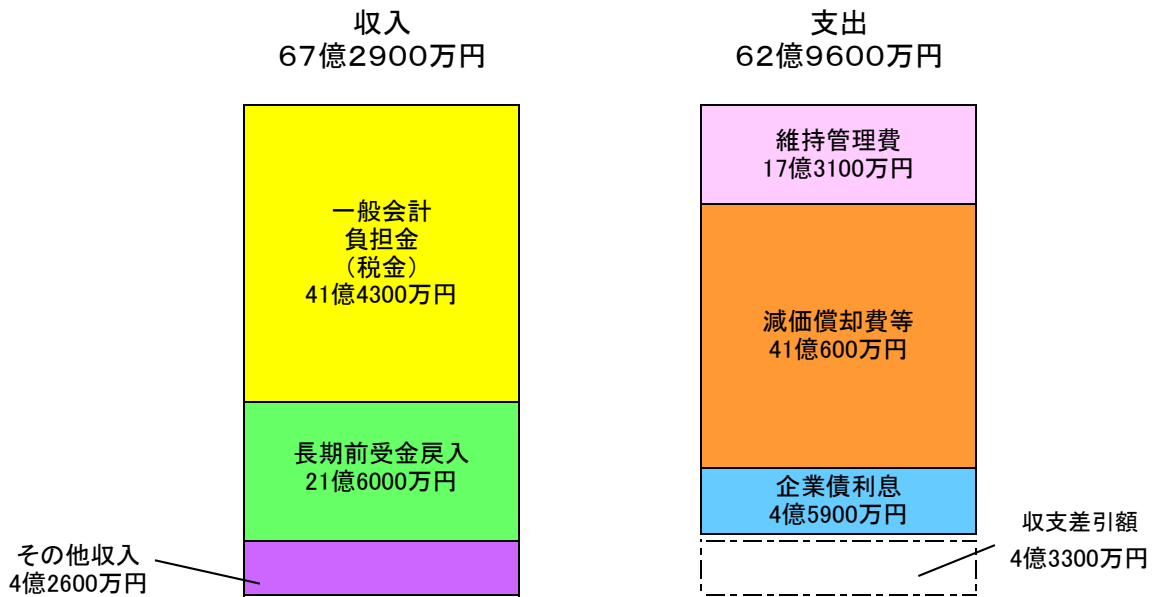 収入
67億2900万円
一般会計
負担金
（税金）
41億4300万円
長期前受金戻入
21億6000万円
その他収入
4億2600万円
支出
62億9600万円
維持管理費
17億3100万円
減価償却費等
41億600万円
企業債利息
4億5900万円
収支差引額
4億3300万円